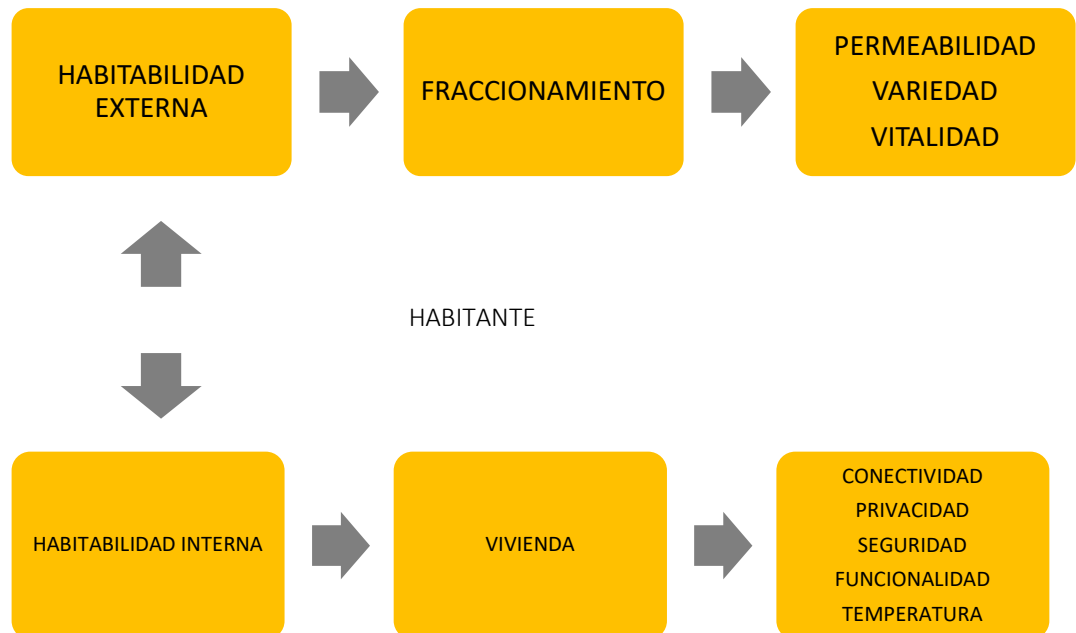 HABITABILIDAD
EXTERNA
FRACCIONAMIENTO
PERMEABILIDAD
VARIEDAD
VITALIDAD
HABITANTE
HABITABILIDAD INTERNA
VIVIENDA
CONECTIVIDAD
PRIVACIDAD
SEGURIDAD
FUNCIONALIDAD
TEMPERATURA